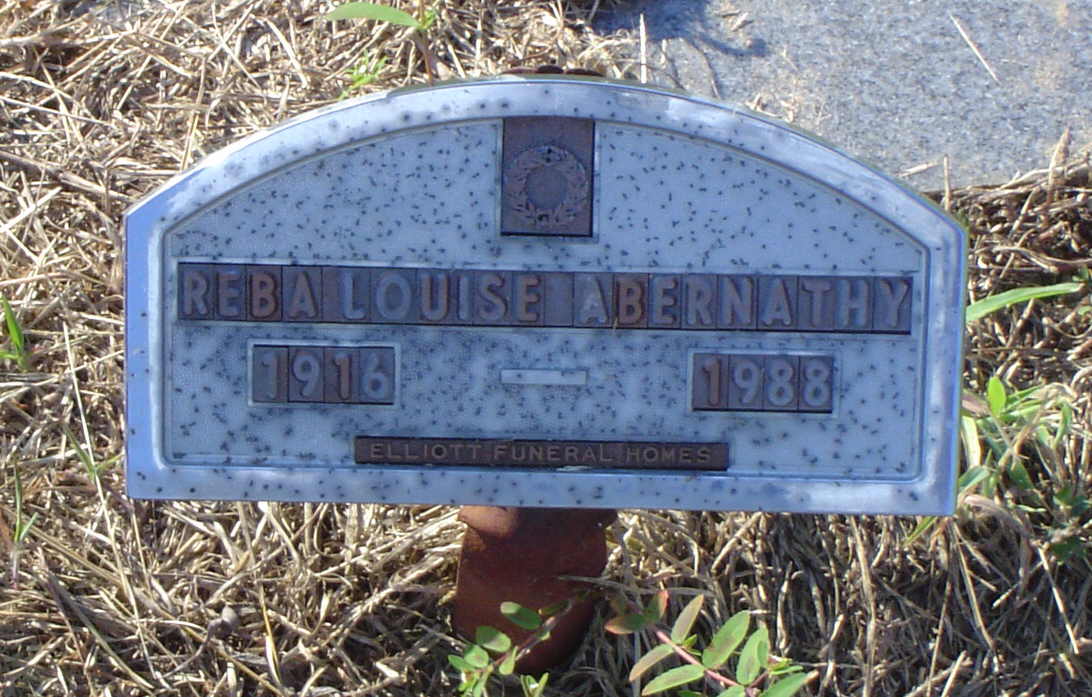 REBA LOUISE ABERNATHY
1916 — 1988
ELLIOTT FUNERAL HOMES